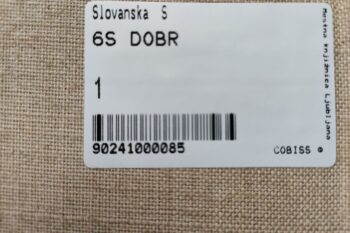 Slovanska S
6S DOBR
1
90241000085
COBISS ®
Mestna knjižnica Ljubljana